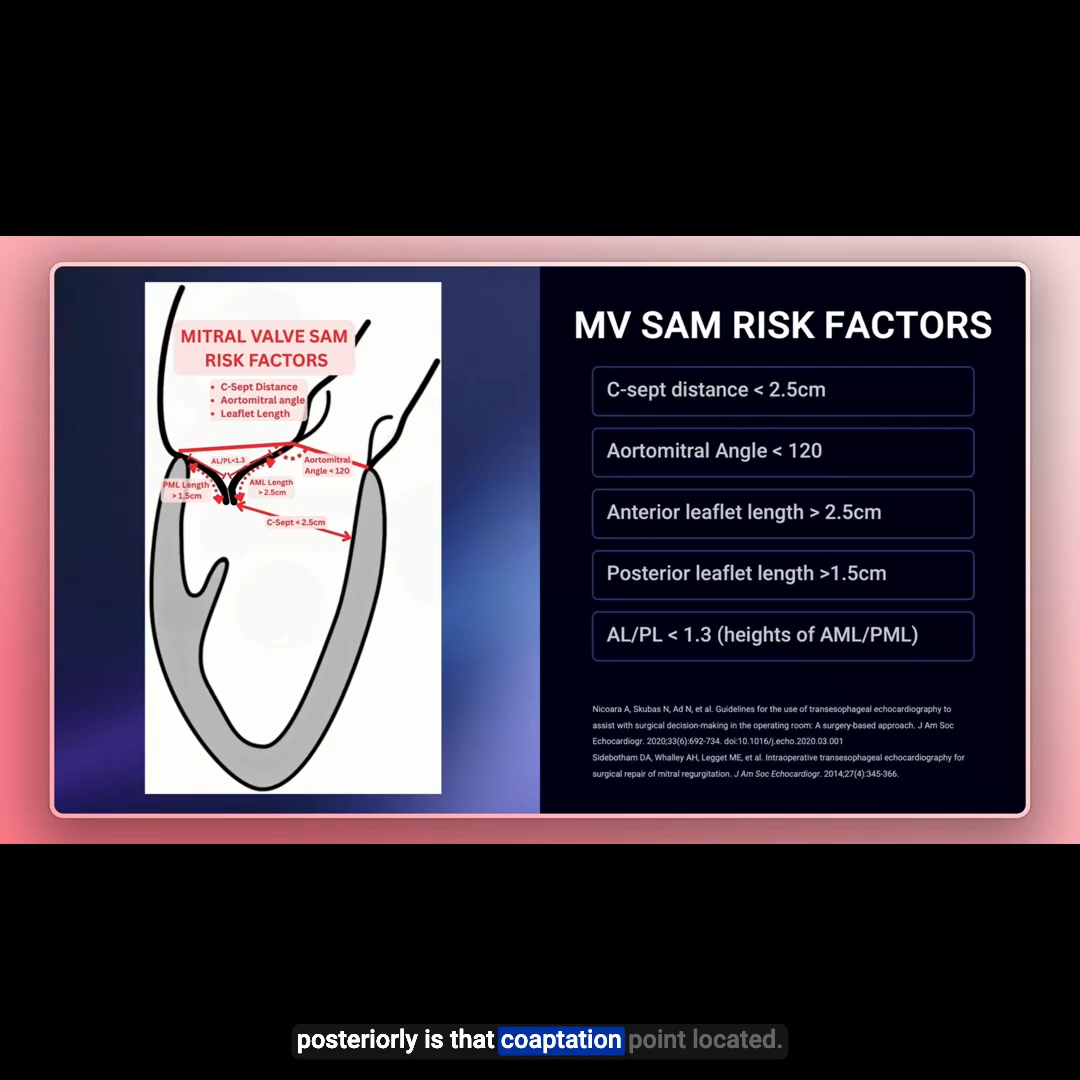 MITRAL VALVE SAM
RISK FACTORS
• C-Sept Distance
• Aortomitral angle
• Leaflet Length
AL/PL<1.3
Aortomitral
Angle < 120
PML Length
> 1.5cm
AML Length
> 2.5cm
C-Sept < 2.5cm
MV SAM RISK FACTORS
C-sept distance < 2.5cm
Aortomitral Angle < 120
Anterior leaflet length > 2.5cm
Posterior leaflet length >1.5cm
AL/PL < 1.3 (heights of AML/PML)
Nicoara A, Skubas N, Ad N, et al. Guidelines for the use of transesophageal echocardiography to
assist with surgical decision-making in the operating room: A surgery-based approach. J Am Soc
Echocardiogr. 2020;33(6):692-734. doi:10.1016/j.echo.2020.03.001
Sidebotham DA, Whalley AH, Legget ME, et al. Intraoperative transesophageal echocardiography for
surgical repair of mitral regurgitation. J Am Soc Echocardiogr. 2014;27(4):345-366.
posteriorly is that coaptation point located.